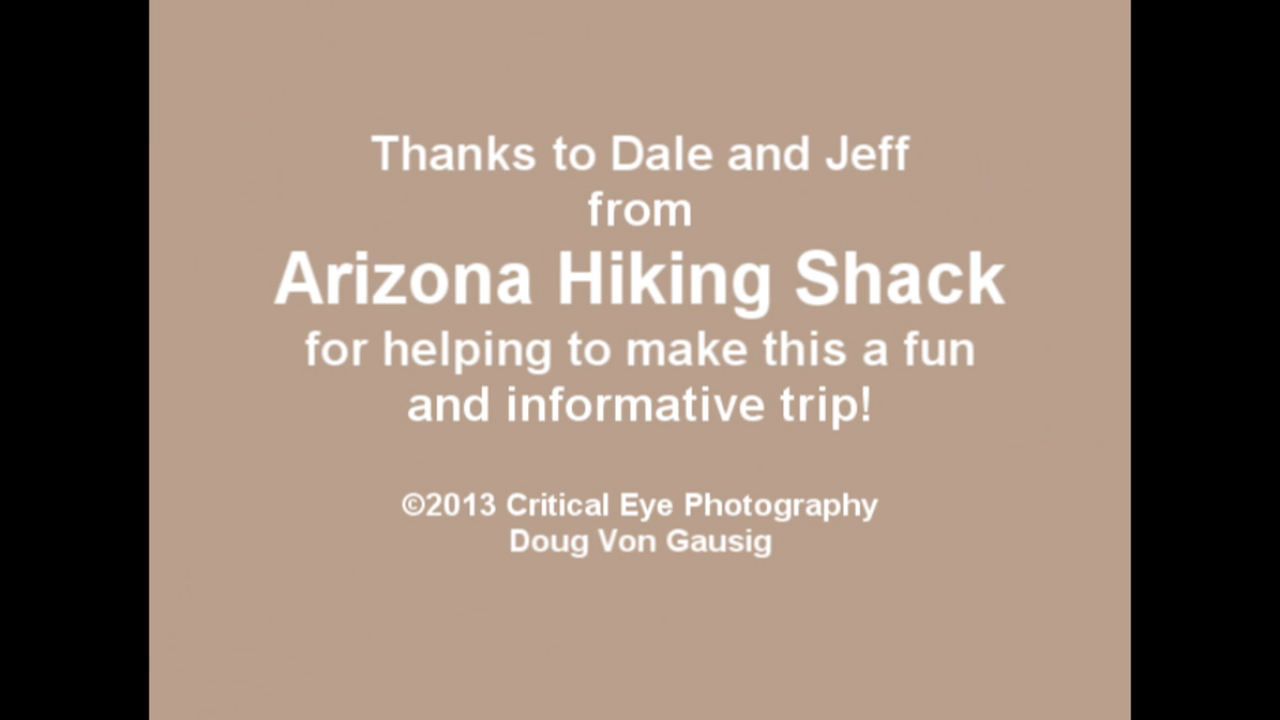 Thanks to Dale and Jeff
from
Arizona Hiking Shack
for helping to make this a fun
and informative trip!
©2013 Critical Eye Photography
Doug Von Gausig